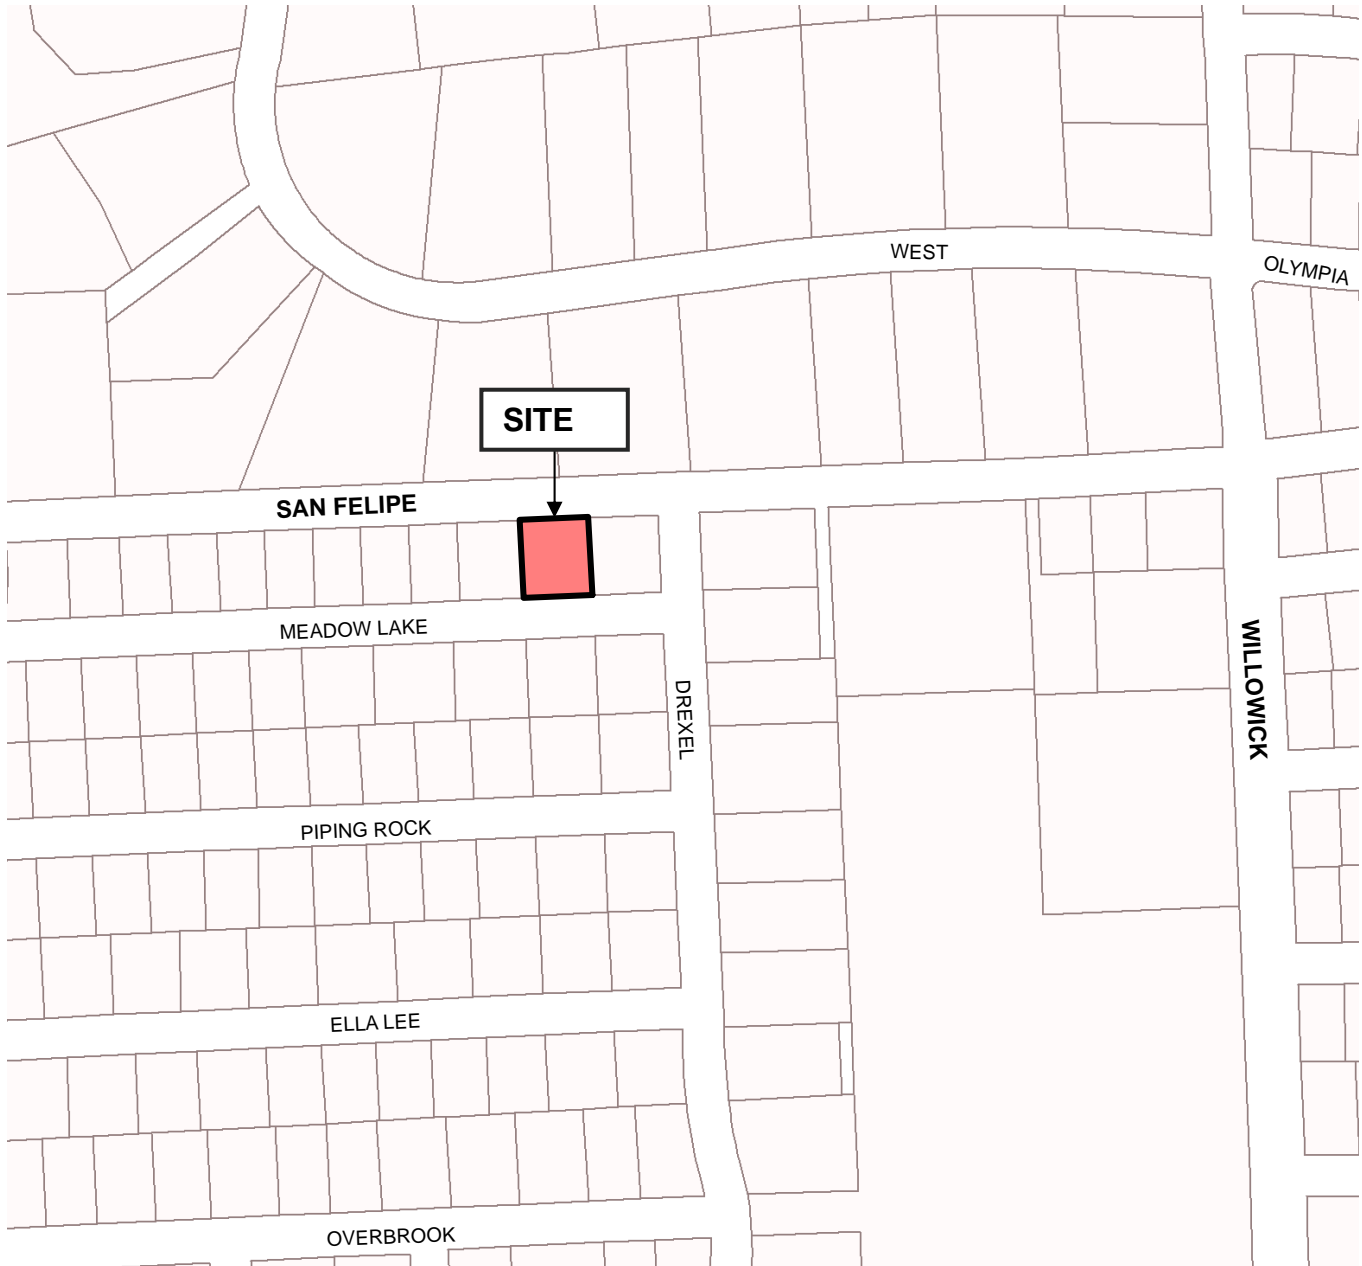 WEST
OLYMPIA
SITE
SAN FELIPE
MEADOW LAKE
WILLOWICK
DREXEL
PIPING ROCK
ELLA LEE
OVERBROOK